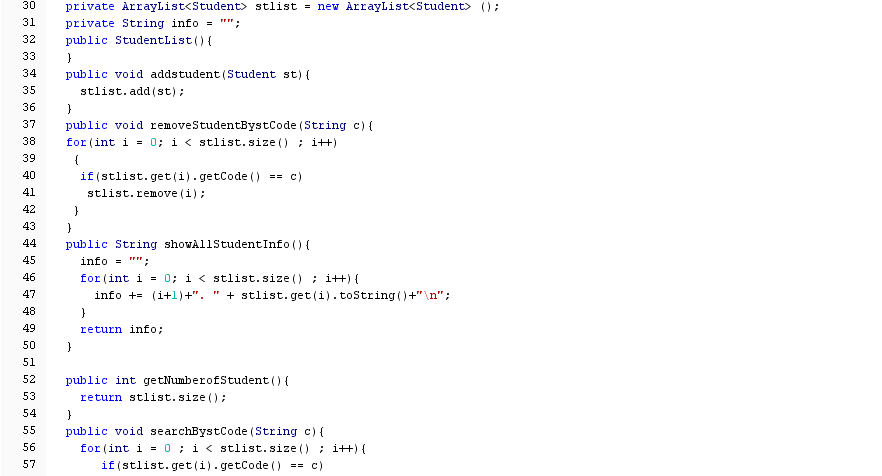 30 private ArrayList<Student> stlist = new ArrayList<Student> ();
31 private String info = "";
32 public StudentList(){
33 }
34 public void addstudent(Student st){
35 stlist.add(st);
36 }
37 public void removeStudentBystCode(String c){
38 for(int i = 0; i < stlist.size() ; i++)
39 {
40 if(stlist.get(i).getCode() == c)
41 stlist.remove(i);
42 }
43 }
44 public String showAllStudentInfo(){
45 info = "";
46 for(int i = 0; i < stlist.size() ; i++){
47 info += (i+1)+". " + stlist.get(i).toString()+"\n";
48 }
49 return info;
50 }
51
52 public int getNumberofStudent(){
53 return stlist.size();
54 }
55 public void searchBystCode(String c){
56 for(int i = 0 ; i < stlist.size() ; i++){
57 if(stlist.get(i).getCode() == c)